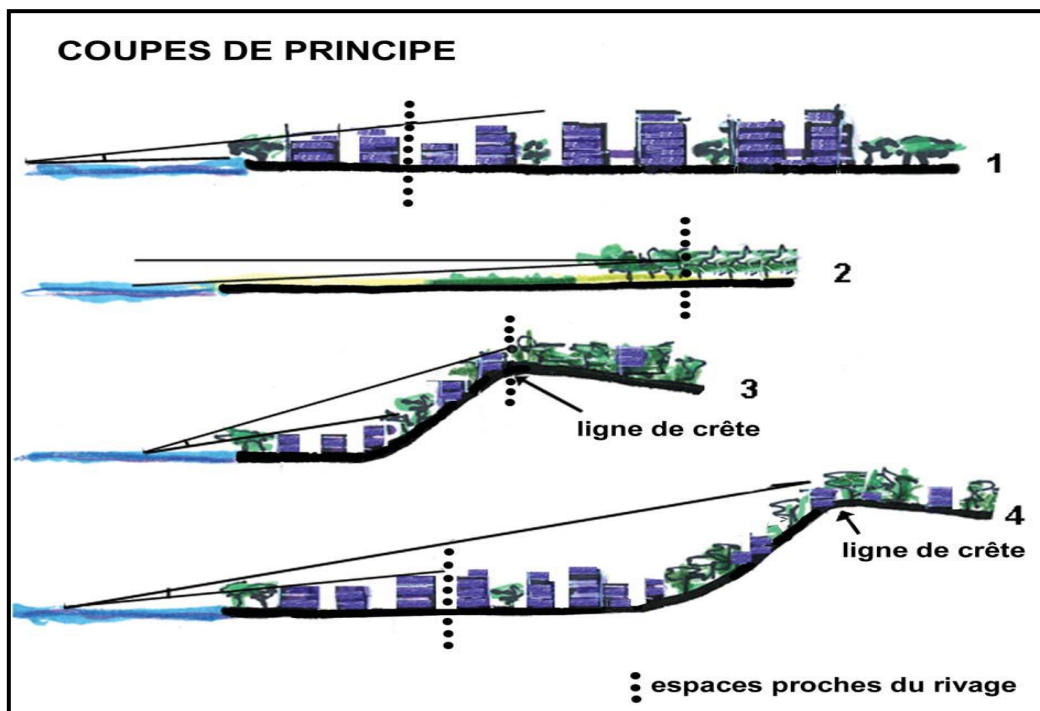 COUPES DE PRINCIPE
1
2
3
ligne de crête
4
ligne de crête
espaces proches du rivage